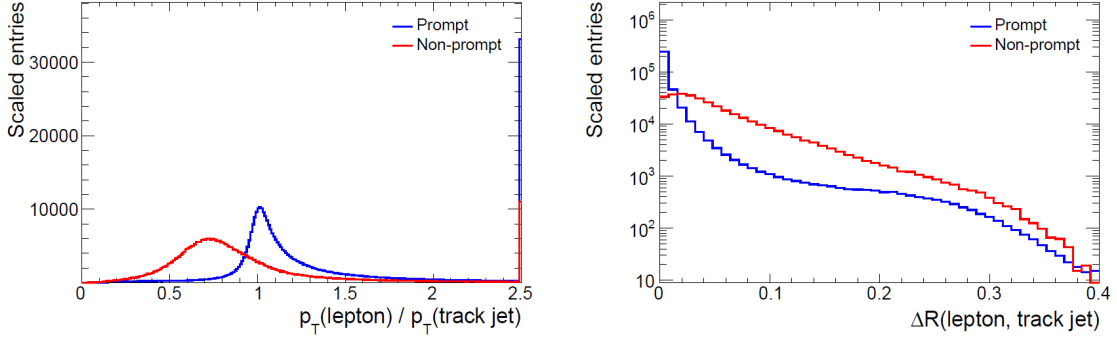 Scaled entries
30000
20000
10000
0
0.5
1
1.5
2
2.5
p_T(lepton) / p_T(track jet)
Prompt
Non-prompt
Scaled entries
10^6
10^5
10^4
10^3
10^2
10
0
0.1
0.2
0.3
0.4
ΔR(lepton, track jet)
Prompt
Non-prompt